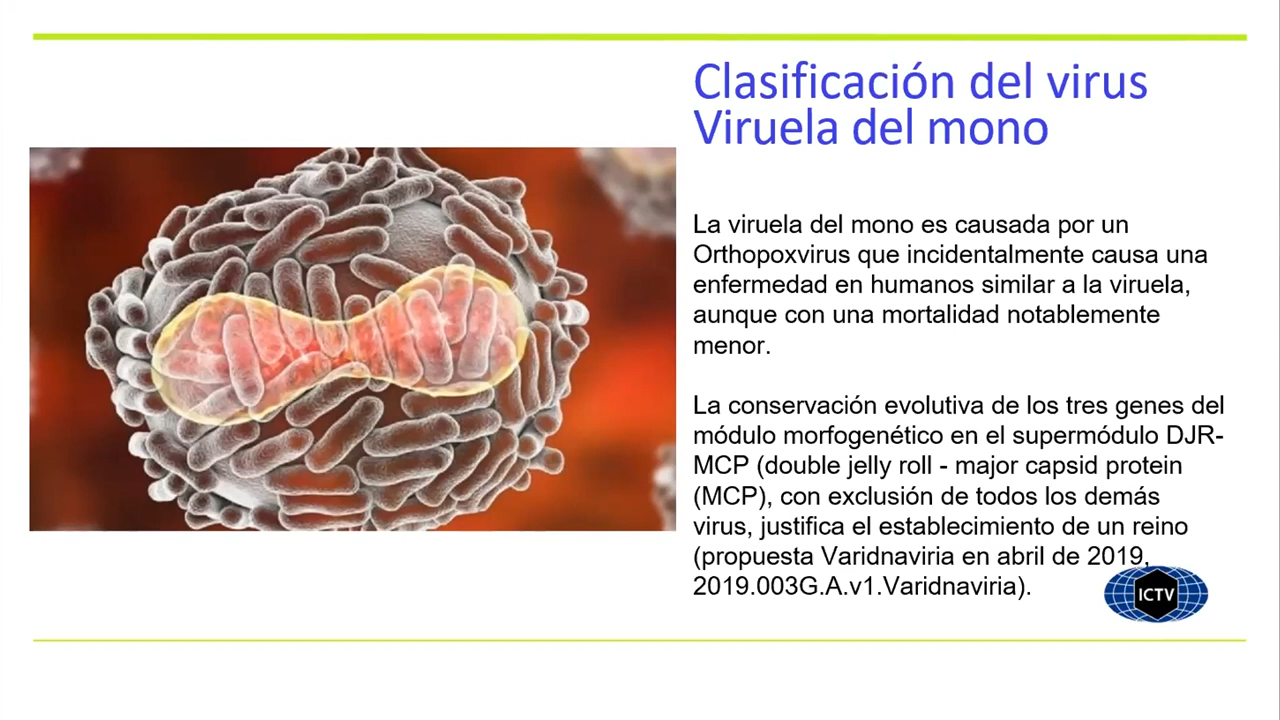 Clasificación del virus
Viruela del mono
La viruela del mono es causada por un
Orthopoxvirus que incidentalmente causa una
enfermedad en humanos similar a la viruela,
aunque con una mortalidad notablemente
menor.
La conservación evolutiva de los tres genes del
módulo morfogenético en el supermódulo DJR-
MCP (double jelly roll - major capsid protein
(MCP), con exclusión de todos los demás
virus, justifica el establecimiento de un reino
(propuesta Varidnaviria en abril de 2019,
2019.003G.A.v1.Varidnaviria).
ICTV